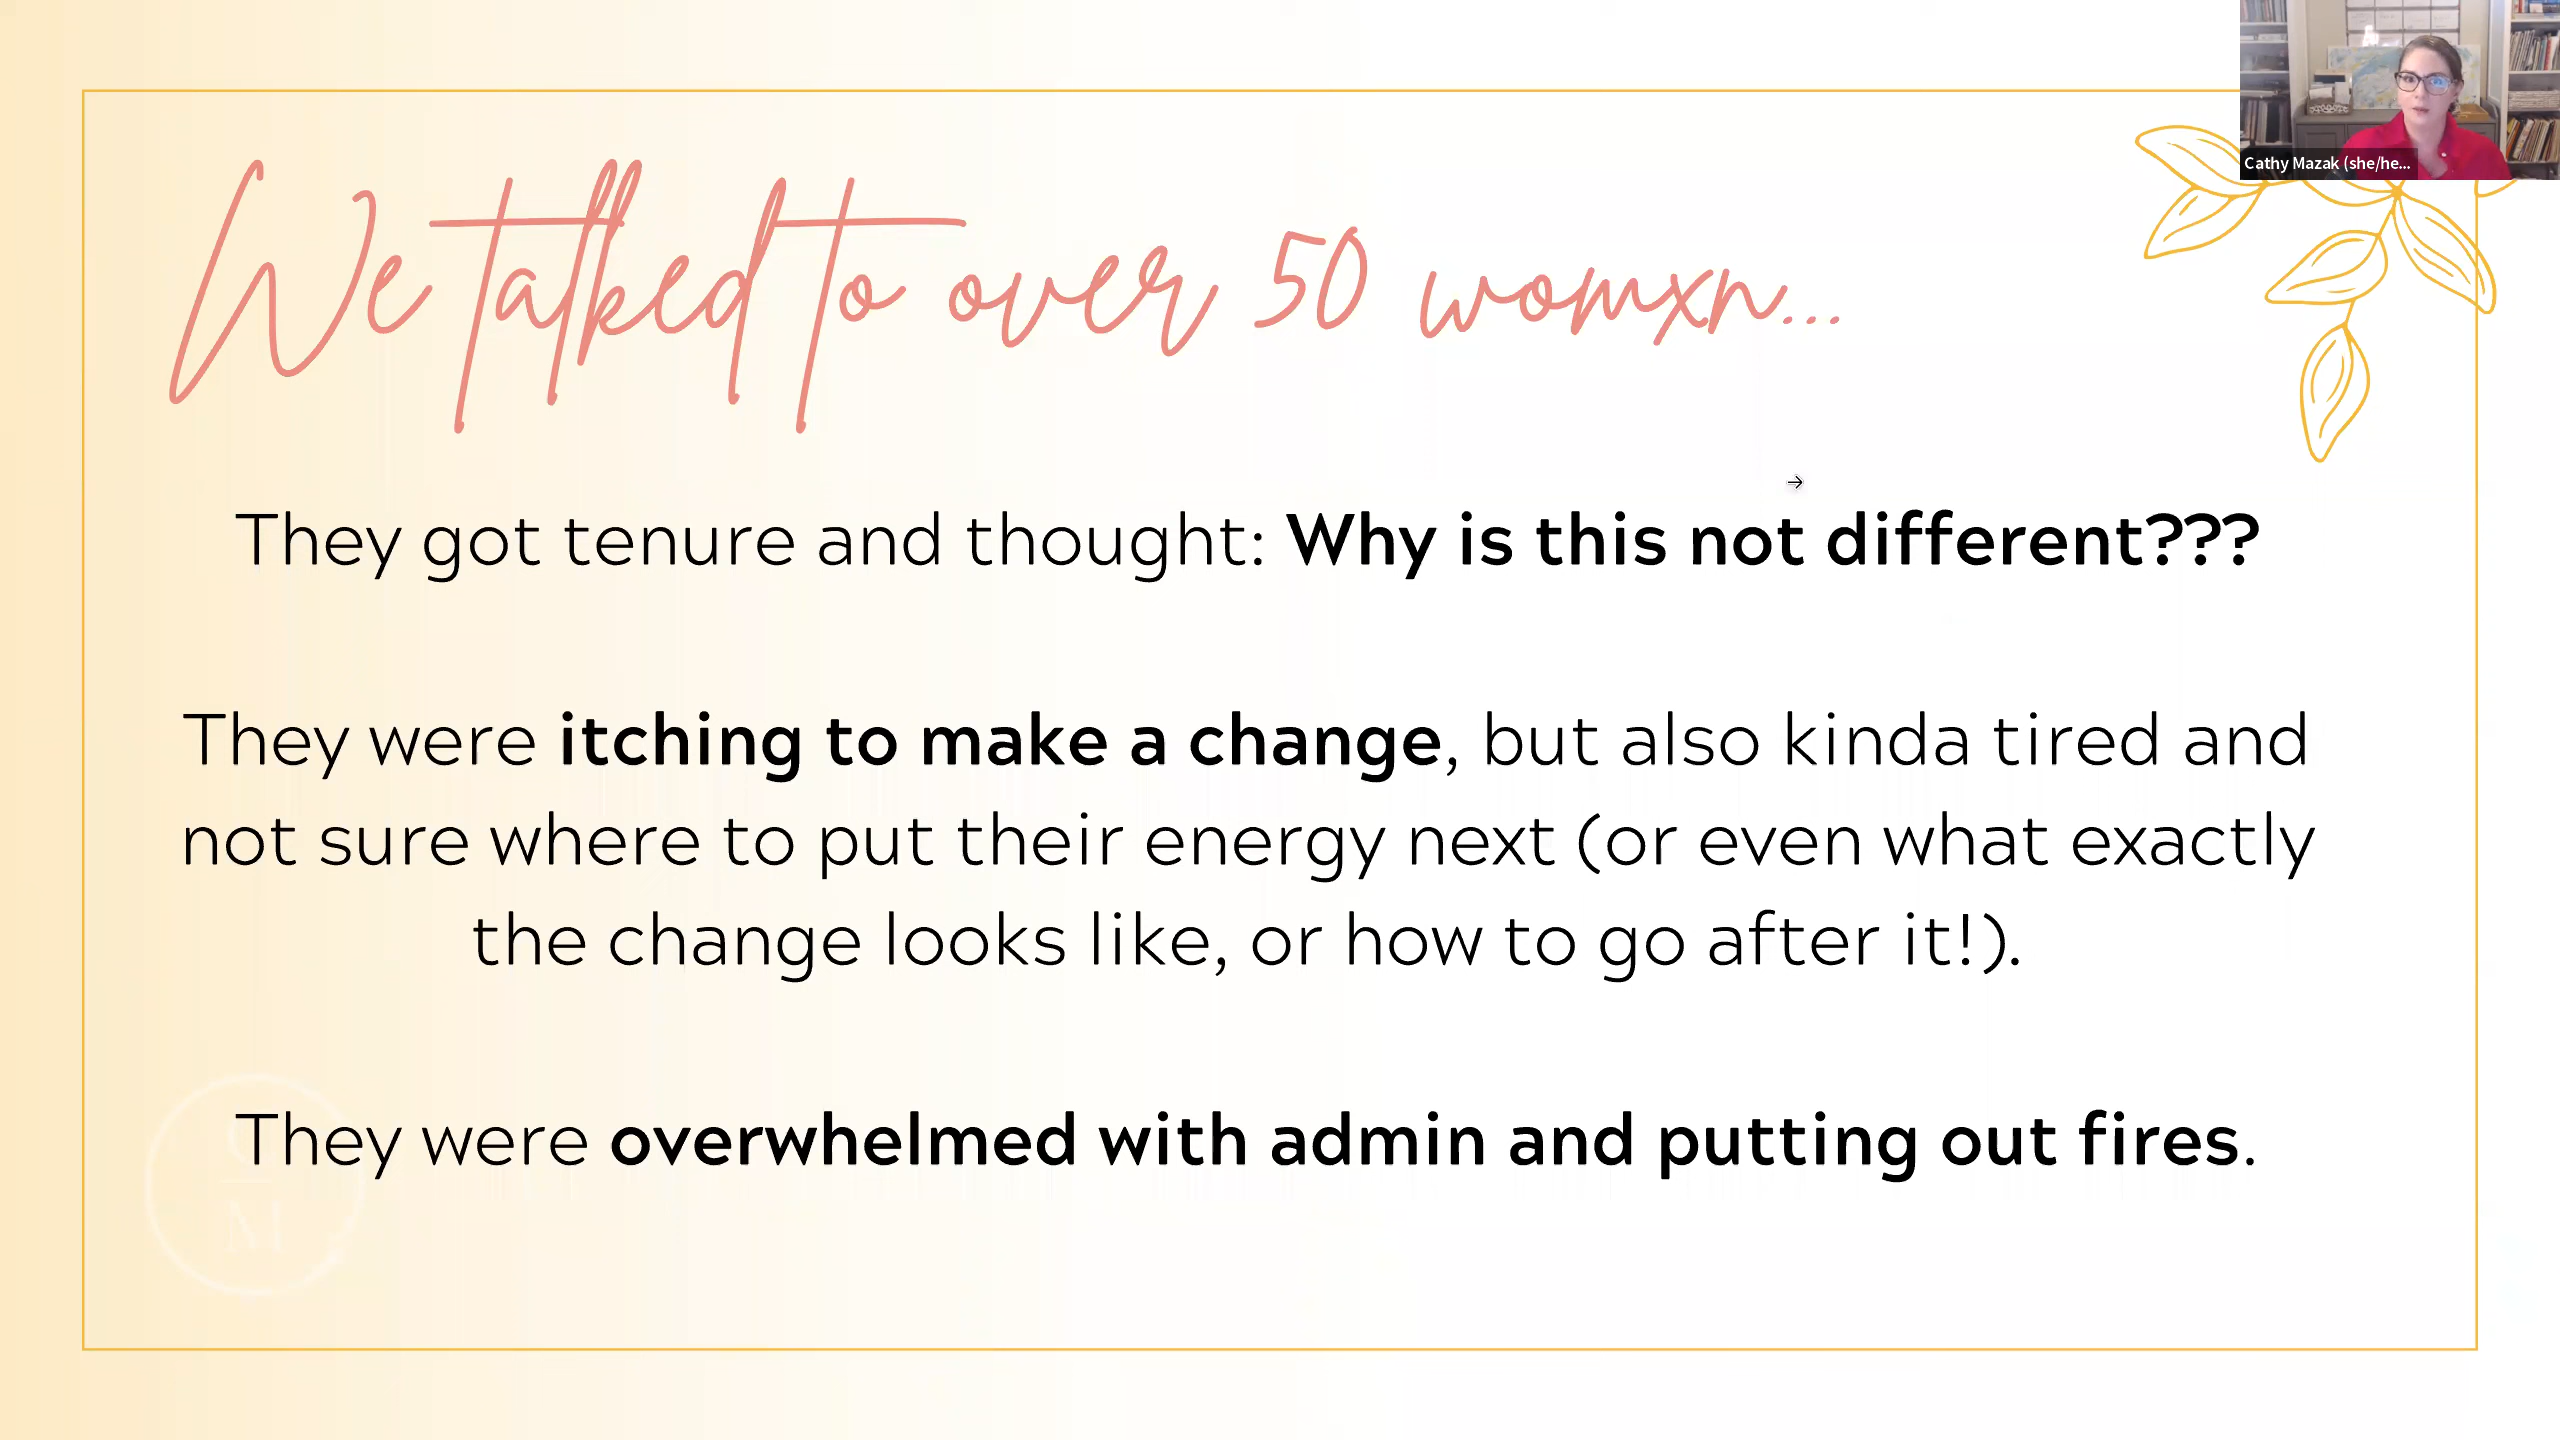 Cathy Mazak (she/he...
We talked to over 50 womxn...
They got tenure and thought: Why is this not different???
They were itching to make a change, but also kinda tired and
not sure where to put their energy next (or even what exactly
the change looks like, or how to go after it!).
They were overwhelmed with admin and putting out fires.
C
M